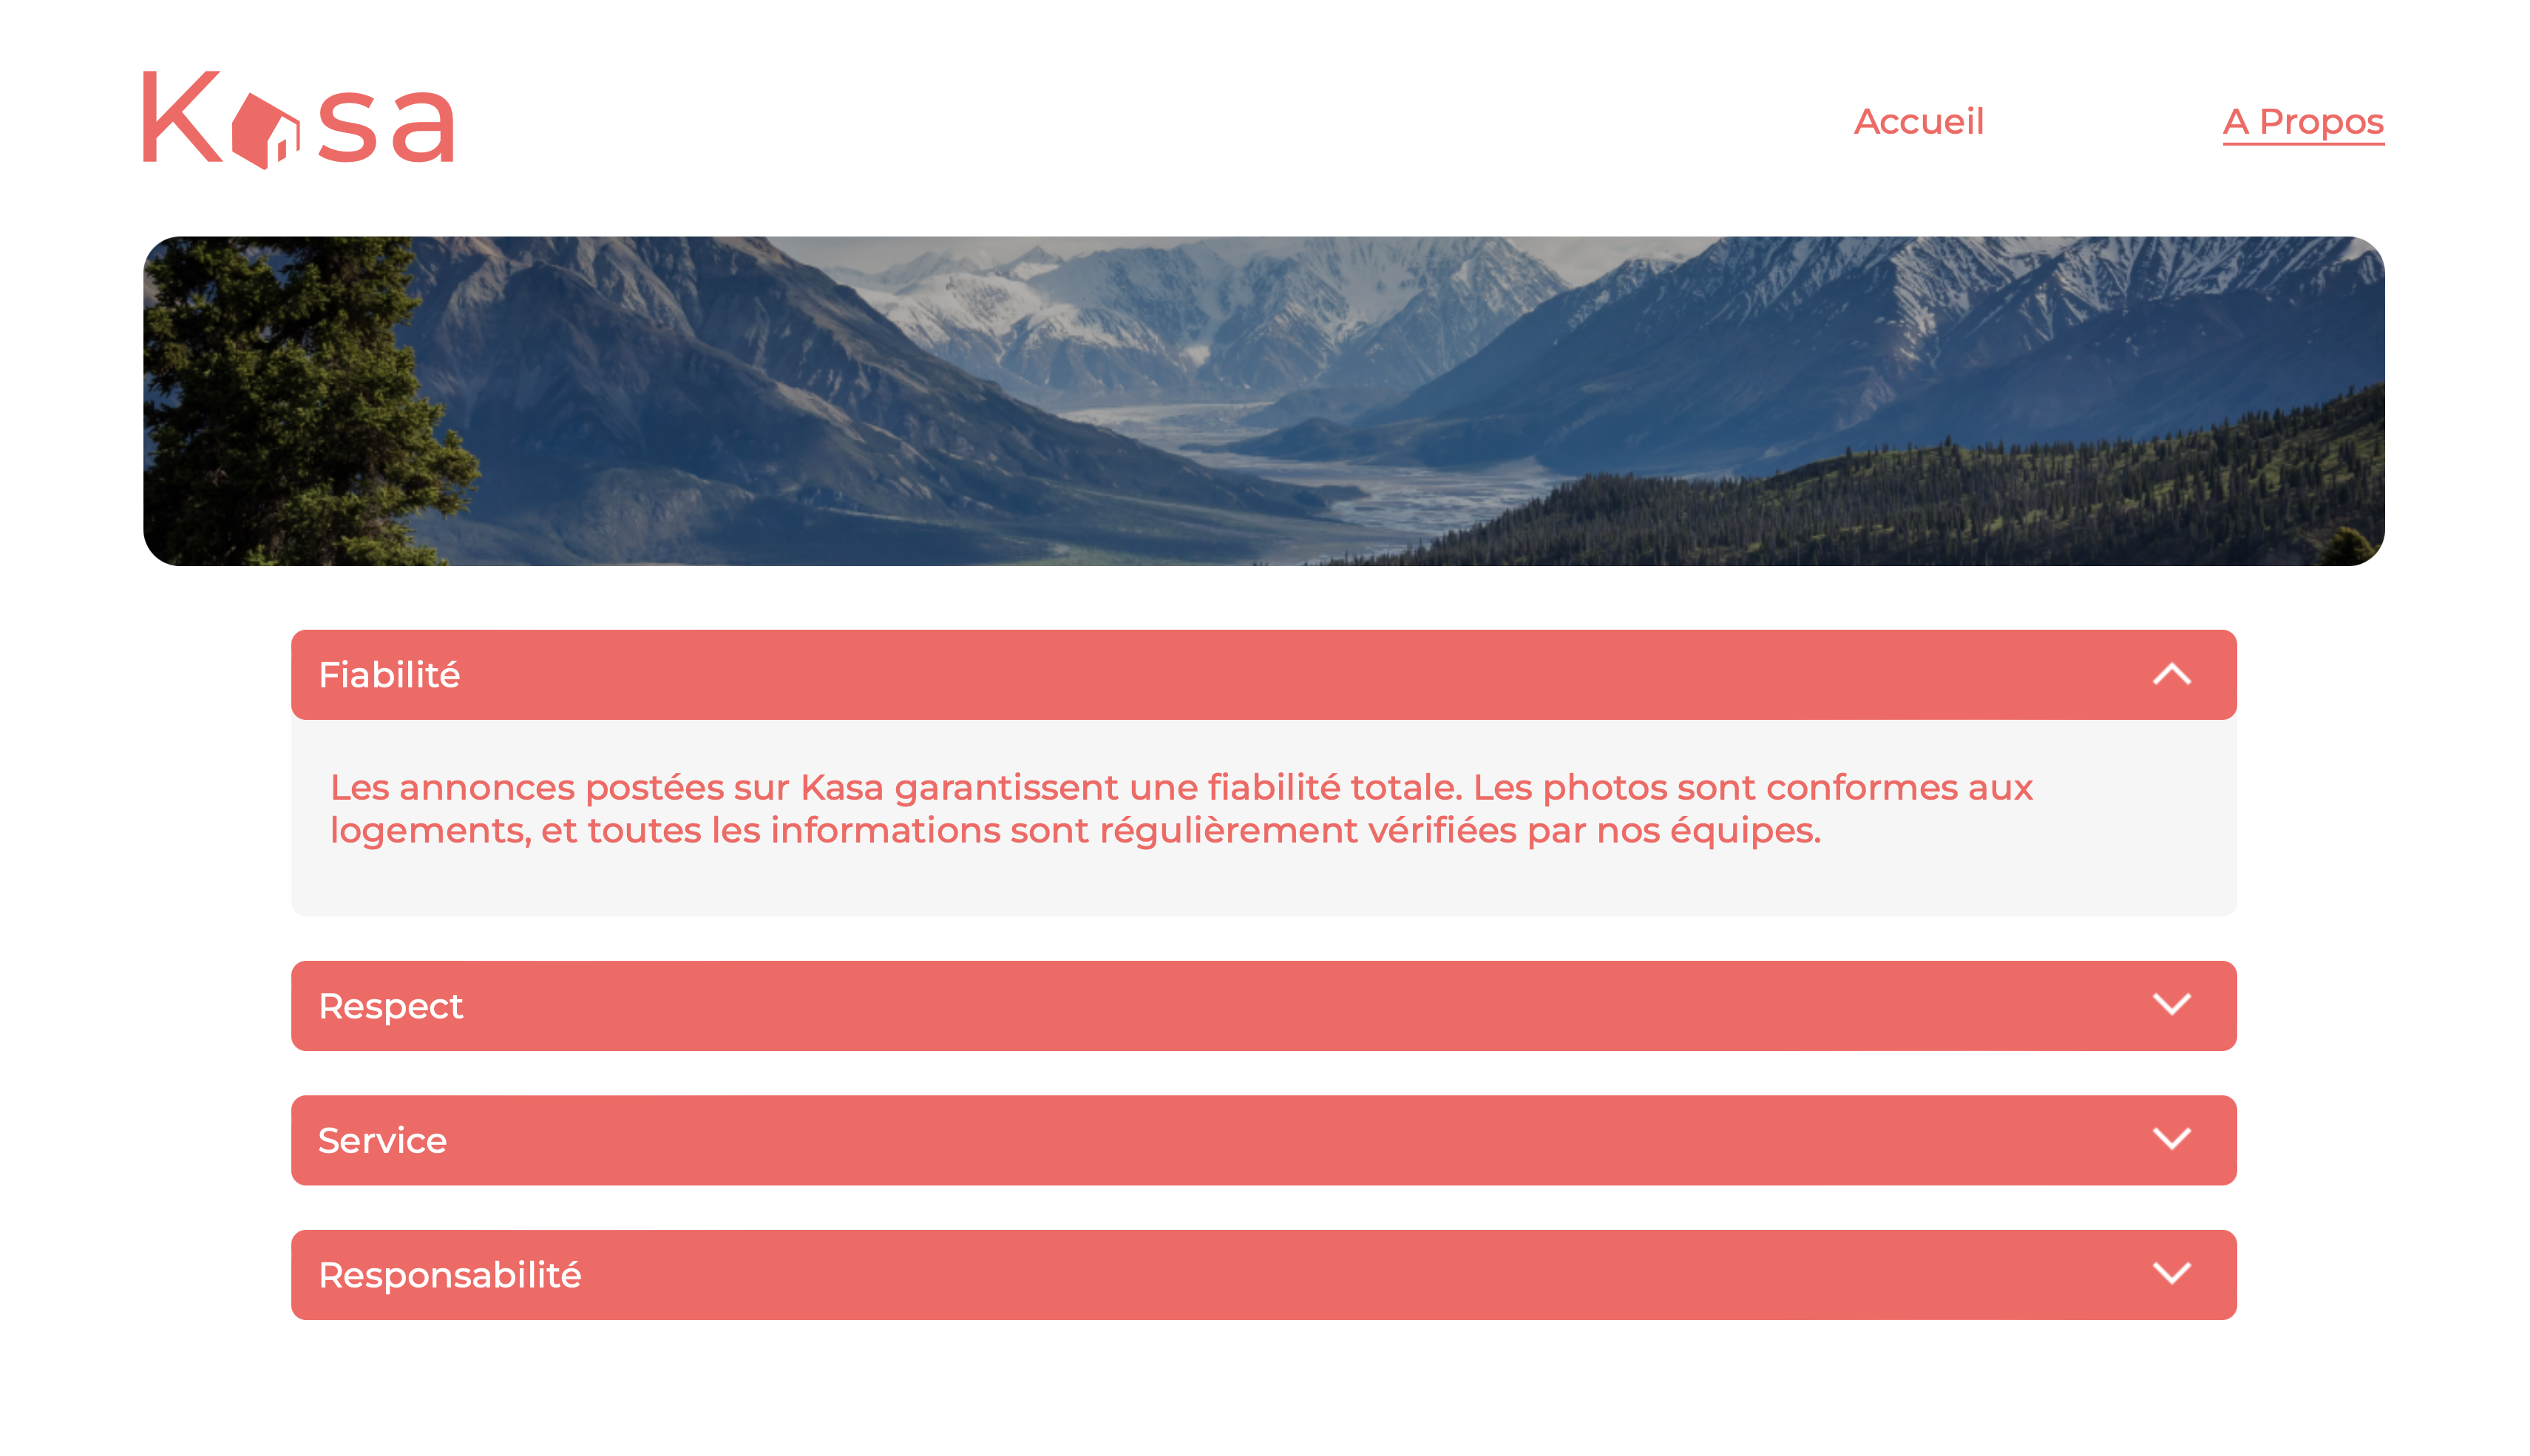 Kasa
Accueil
A Propos
Fiabilité
Les annonces postées sur Kasa garantissent une fiabilité totale. Les photos sont conformes aux
logements, et toutes les informations sont régulièrement vérifiées par nos équipes.
Respect
Service
Responsabilité